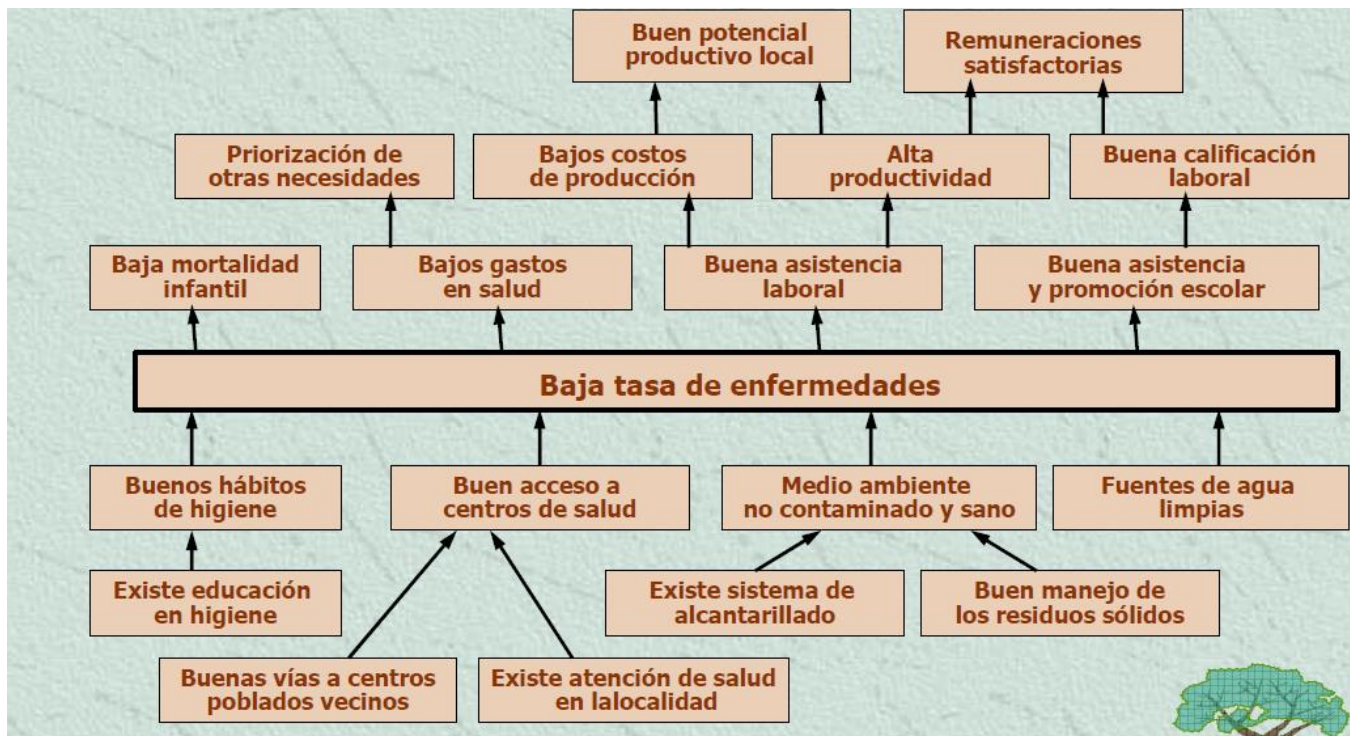 Buen potencial
productivo local
Remuneraciones
satisfactorias
Priorización de
otras necesidades
Bajos costos
de producción
Alta
productividad
Buena calificación
laboral
Baja mortalidad
infantil
Bajos gastos
en salud
Buena asistencia
laboral
Buena asistencia
y promoción escolar
Baja tasa de enfermedades
Buenos hábitos
de higiene
Buen acceso a
centros de salud
Medio ambiente
no contaminado y sano
Fuentes de agua
limpias
Existe educación
en higiene
Existe sistema de
alcantarillado
Buen manejo de
los residuos sólidos
Buenas vías a centros
poblados vecinos
Existe atención de salud
en lalocalidad